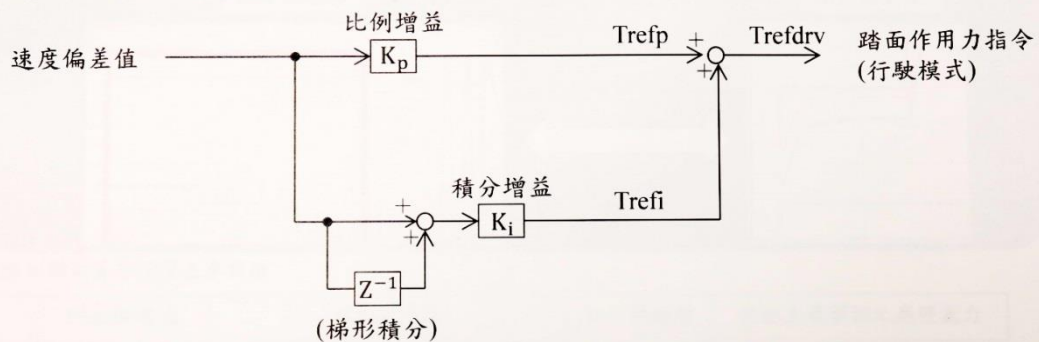 比例增益
速度偏差值
K_p
Trefp
+
+
Trefdrv
踏面作用力指令
(行駛模式)
積分增益
+
+
K_i
Trefi
Z⁻¹
(梯形積分)